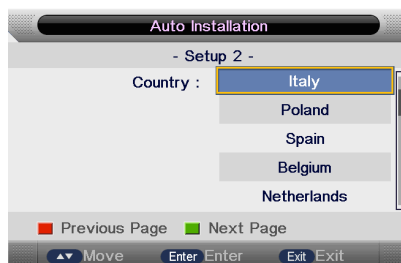 Auto Installation
- Setup 2 -
Country : Italy
Poland
Spain
Belgium
Netherlands
Previous Page Next Page
Move Enter Enter Exit Exit